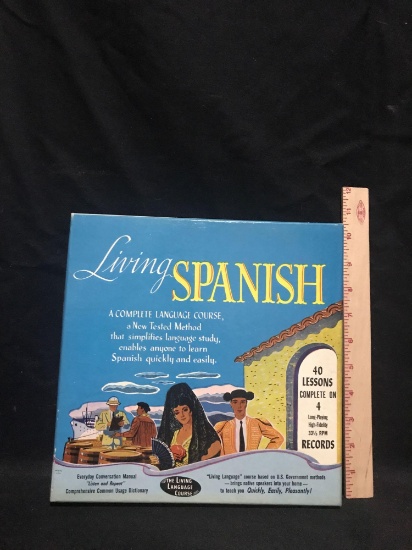 Living SPANISH
A COMPLETE LANGUAGE COURSE,
a New Tested Method
that simplifies language study,
enables anyone to learn
Spanish quickly and easily.
40
LESSONS
COMPLETE ON
4
Long-Playing
High-Fidelity
33⅓ RPM
RECORDS
Everyday Conversation Manual
"Listen and Repeat"
Comprehensive Common Usage Dictionary
THE LIVING
LANGUAGE
COURSE
"Living Language" course based on U.S. Government methods
—brings native speakers into your home—
to teach you Quickly, Easily, Pleasantly!